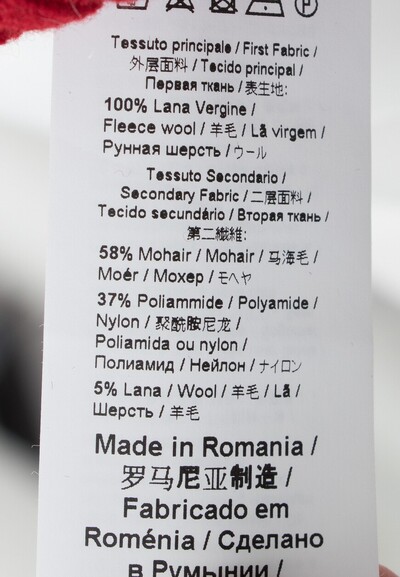 Tessuto principale / First Fabric /
外层面料 / Tecido principal /
Первая ткань / 表生地:
100% Lana Vergine /
Fleece wool / 羊毛 / Lã virgem /
Рунная шерсть / ウール
Tessuto Secondario /
Secondary Fabric / 二层面料 /
Tecido secundário / Вторая ткань /
第二繊維:
58% Mohair / Mohair / 马海毛 /
Moér / Мохер / モヘヤ
37% Poliammide / Polyamide /
Nylon / 聚酰胺尼龙 /
Poliamida ou nylon /
Полиамид / Нейлон / ナイロン
5% Lana / Wool / 羊毛 / Lã /
Шерсть / 羊毛
Made in Romania /
罗马尼亚制造 /
Fabricado em
Roménia / Сделано
в Румынии /